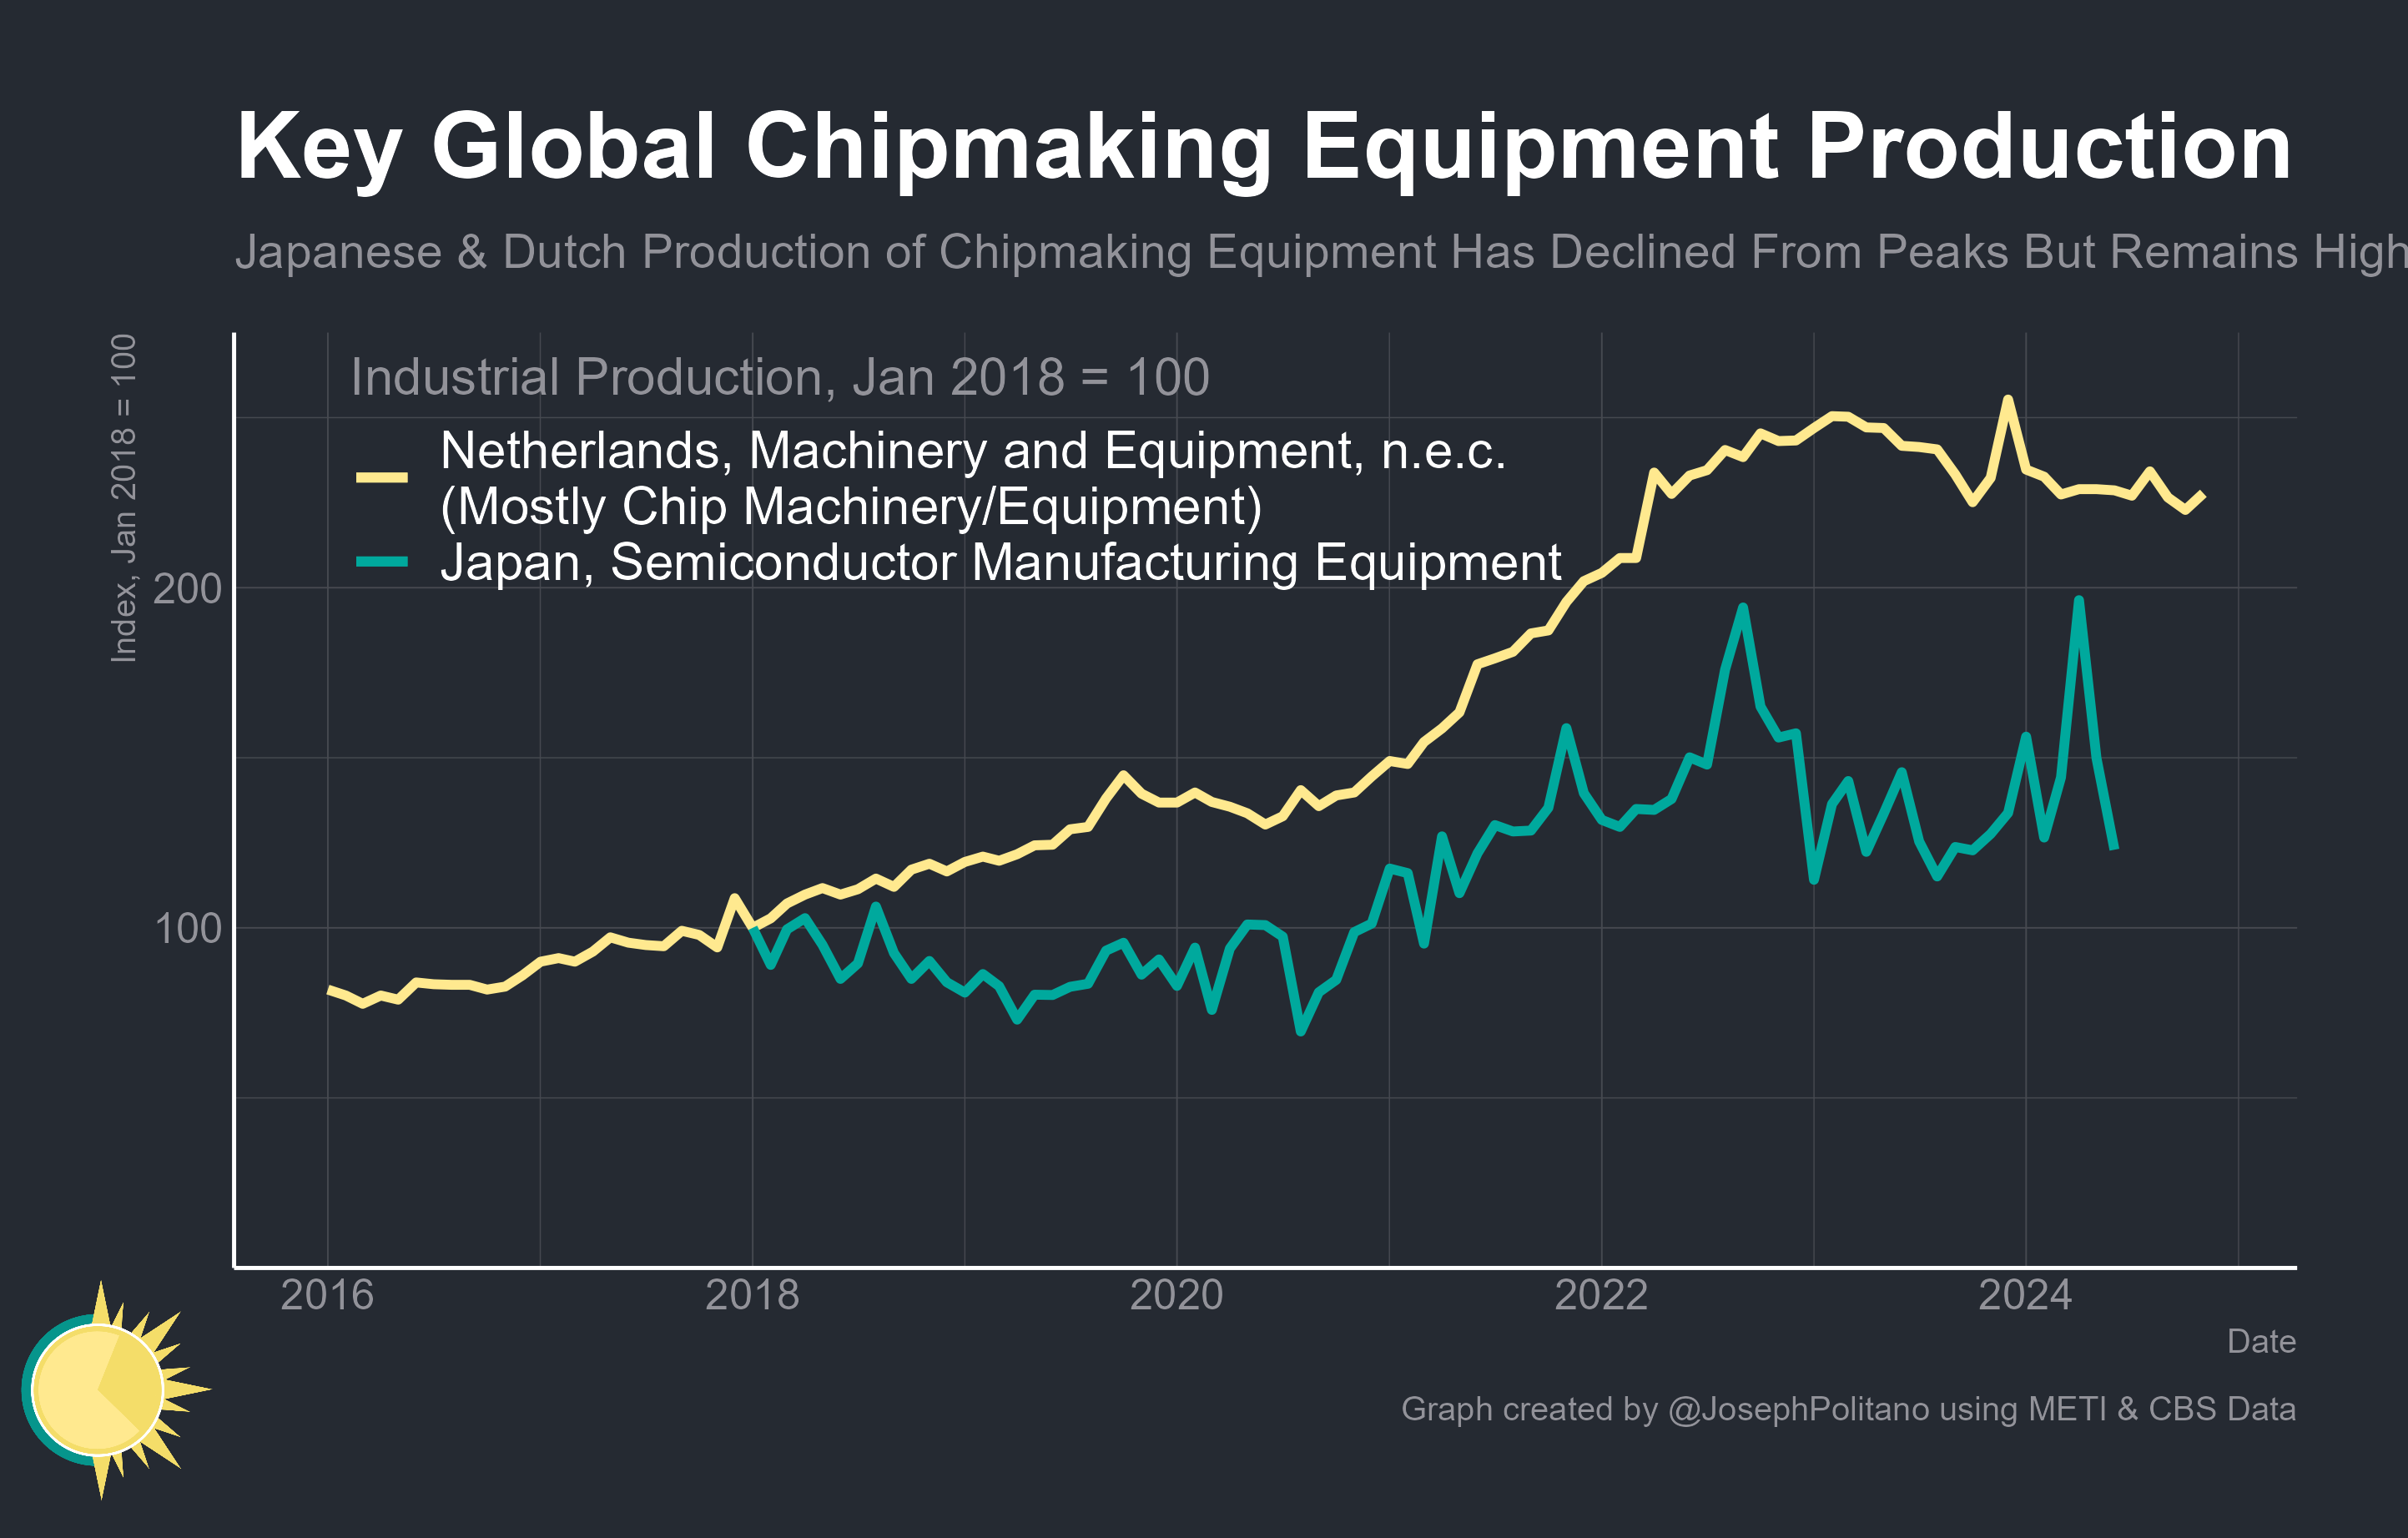 Key Global Chipmaking Equipment Production
Japanese & Dutch Production of Chipmaking Equipment Has Declined From Peaks But Remains High
Index, Jan 2018 = 100
Industrial Production, Jan 2018 = 100
Netherlands, Machinery and Equipment, n.e.c.
(Mostly Chip Machinery/Equipment)
Japan, Semiconductor Manufacturing Equipment
200
100
2016 2018 2020 2022 2024
Date
Graph created by @JosephPolitano using METI & CBS Data